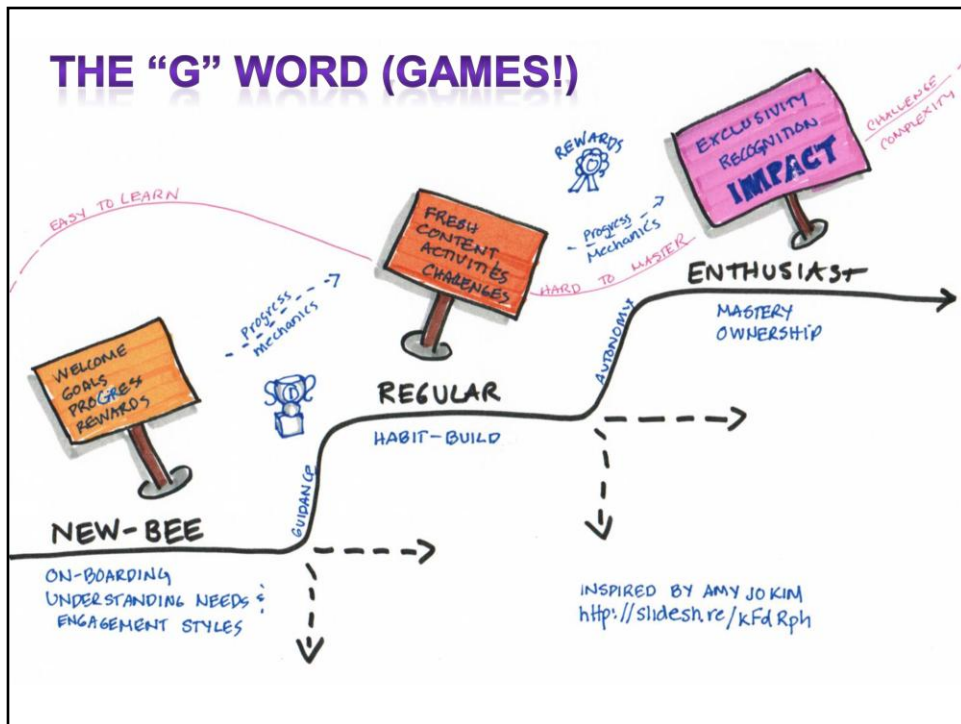 THE “G” WORD (GAMES!)
EASY TO LEARN
WELCOME
GOALS
PROGRESS
REWARDS
NEW-BEE
ON-BOARDING
UNDERSTANDING NEEDS &
ENGAGEMENT STYLES
Progress
Mechanics
1
GUIDANCE
FRESH
CONTENT
ACTIVITIES
CHALENGES
REGULAR
HABIT-BUILD
REWARDS
Progress
Mechanics
HARD TO MASTER
AUTONOMY
EXCLUSIVITY
RECOGNITION
IMPACT
ENTHUSIAST
MASTERY
OWNERSHIP
CHALLENGE
COMPLEXITY
INSPIRED BY AMY JO KIM
http://slidesh.re/kFdRph